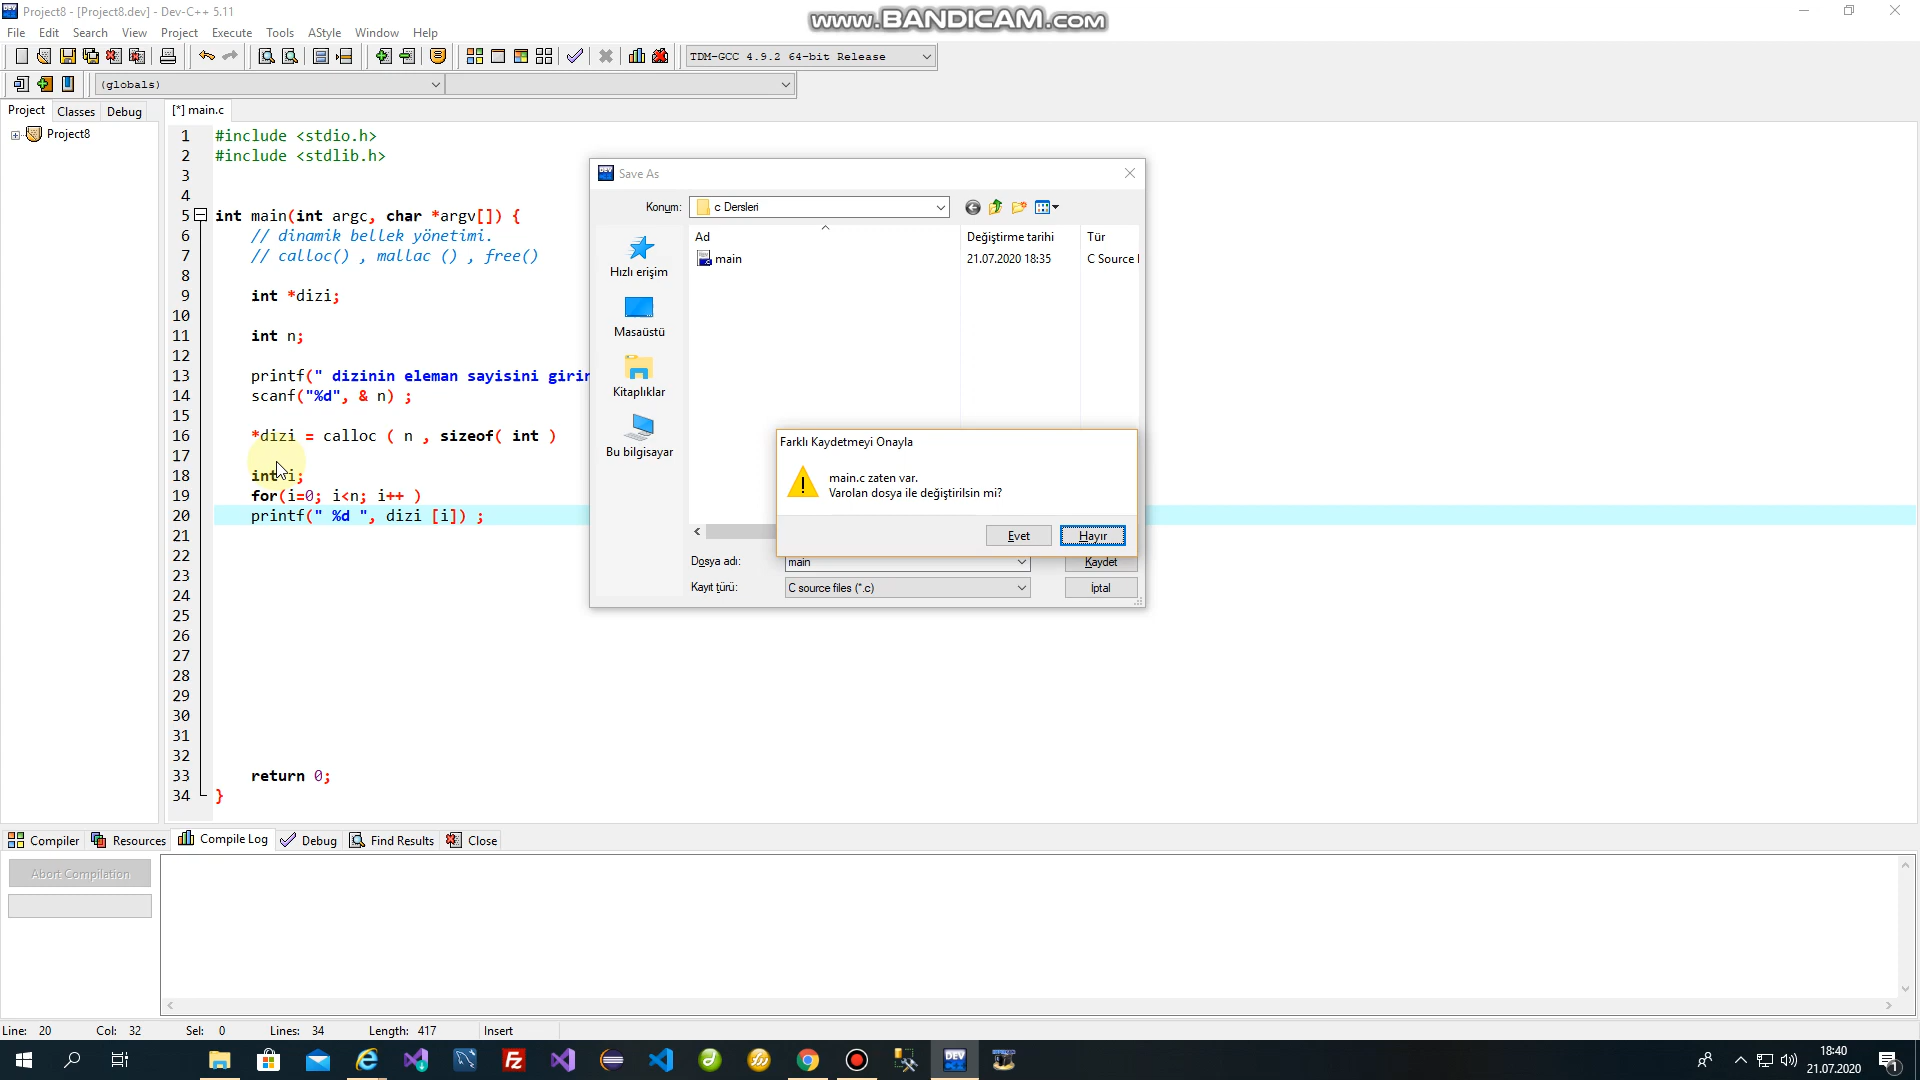 Project8 - [Project8.dev] - Dev-C++ 5.11
www.BANDICAM.com
File Edit Search View Project Execute Tools AStyle Window Help
TDM-GCC 4.9.2 64-bit Release
(globals)
Project Classes Debug
[*] main.c
Project8
1 #include <stdio.h>
2 #include <stdlib.h>
3
4
5 int main(int argc, char *argv[]) {
6 // dinamik bellek yönetimi.
7 // calloc() , mallac () , free()
8
9 int *dizi;
10
11 int n;
12
13 printf(" dizinin eleman sayisini girin
14 scanf("%d", & n) ;
15
16 *dizi = calloc ( n , sizeof( int )
17
18 int i;
19 for(i=0; i<n; i++ )
20 printf(" %d ", dizi [i]) ;
21
22
23
24
25
26
27
28
29
30
31
32
33 return 0;
34 }
Save As
Konum: c Dersleri
Ad Değiştirme tarihi Tür
main 21.07.2020 18:35 C Source
Hızlı erişim
Masaüstü
Kitaplıklar
Bu bilgisayar
Farklı Kaydetmeyi Onayla
main.c zaten var.
Varolan dosya ile değiştirilsin mi?
Evet Hayır
Dosya adı: main Kaydet
Kayıt türü: C source files (*.c) İptal
Compiler Resources Compile Log Debug Find Results Close
Abort Compilation
Line: 20 Col: 32 Sel: 0 Lines: 34 Length: 417 Insert
DEV
18:40
21.07.2020
1